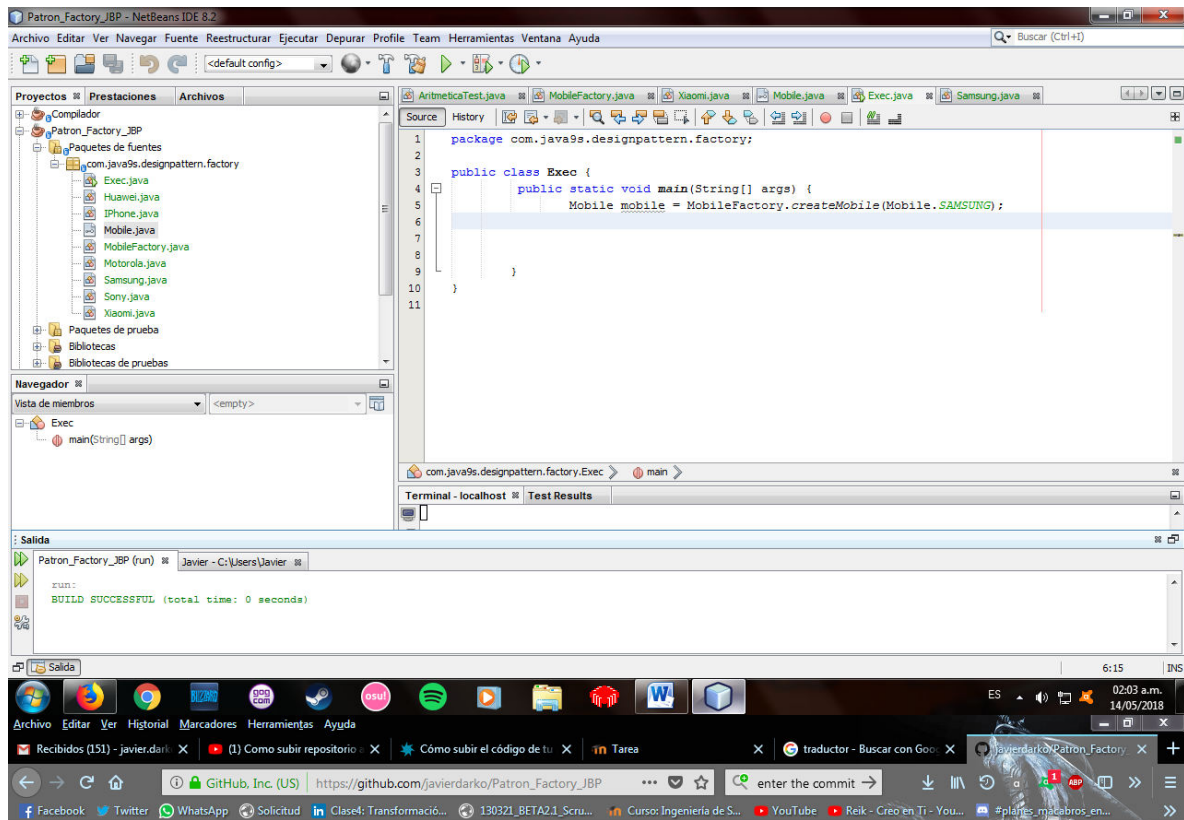 Patron_Factory_JBP - NetBeans IDE 8.2
Archivo Editar Ver Navegar Fuente Reestructurar Ejecutar Depurar Profile Team Herramientas Ventana Ayuda
Buscar (Ctrl+I)
<default config>
Proyectos Prestaciones Archivos
AritmeticaTest.java MobileFactory.java Xiaomi.java Mobile.java Exec.java Samsung.java
Compilador
Patron_Factory_JBP
Paquetes de fuentes
com.java9s.designpattern.factory
Exec.java
Huawei.java
IPhone.java
Mobile.java
MobileFactory.java
Motorola.java
Samsung.java
Sony.java
Xiaomi.java
Paquetes de prueba
Bibliotecas
Bibliotecas de pruebas
Source History
1 package com.java9s.designpattern.factory;
2
3 public class Exec {
4 public static void main(String[] args) {
5 Mobile mobile = MobileFactory.createMobile(Mobile.SAMSUNG);
6
7
8
9 }
10 }
11
Navegador
Vista de miembros <empty>
Exec
main(String[] args)
com.java9s.designpattern.factory.Exec main
Terminal - localhost Test Results
Salida
Patron_Factory_JBP (run) Javier - C:\Users\Javier
run:
BUILD SUCCESSFUL (total time: 0 seconds)
Salida
6:15 INS
BLIZZARD gog com osu! W
ES 02:03 a.m.
14/05/2018
Archivo Editar Ver Historial Marcadores Herramientas Ayuda
Recibidos (151) - javier.dark (1) Como subir repositorio Cómo subir el código de tu Tarea traductor - Buscar con Goo javierdarko/Patron_Factory_
GitHub, Inc. (US) https://github.com/javierdarko/Patron_Factory_JBP enter the commit 1 ABP
Facebook Twitter WhatsApp Solicitud Clase4: Transformació... 130321_BETA2.1_Scru... Curso: Ingenieria de S... YouTube Reik - Creo en Ti - You... #planes_macabros_en...